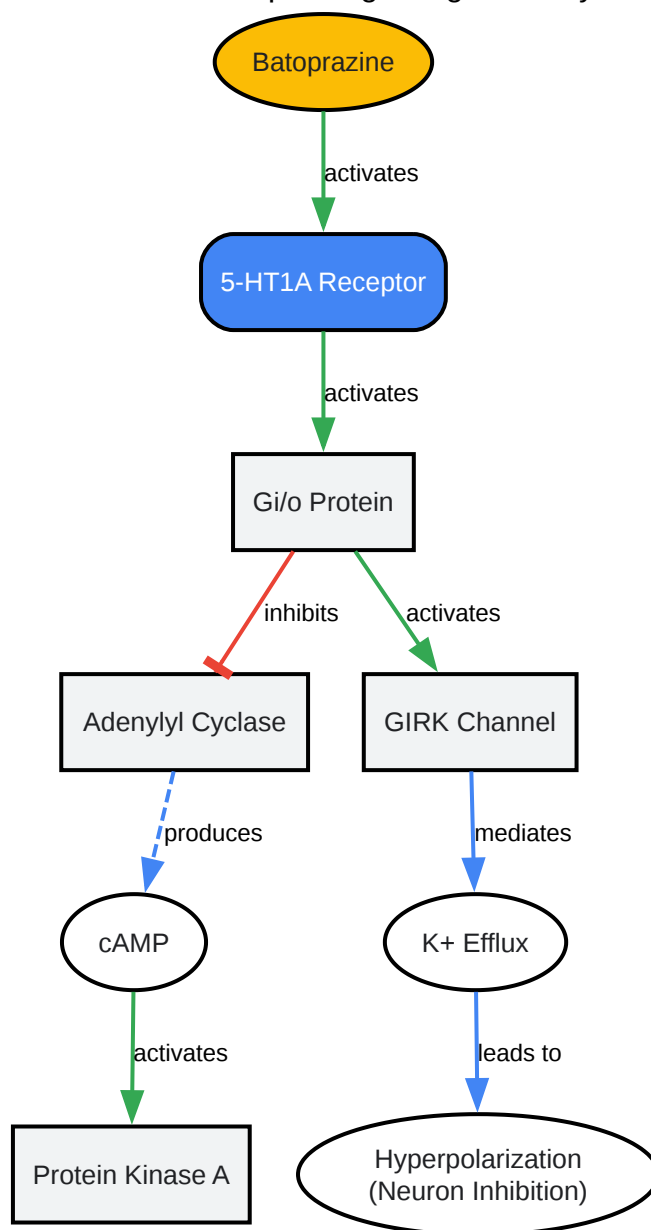 Batoprazine
activates
5-HT1A Receptor
activates
Gi/o Protein
inhibits
activates
Adenylyl Cyclase
GIRK Channel
produces
mediates
cAMP
K+ Efflux
activates
leads to
Protein Kinase A
Hyperpolarization
(Neuron Inhibition)